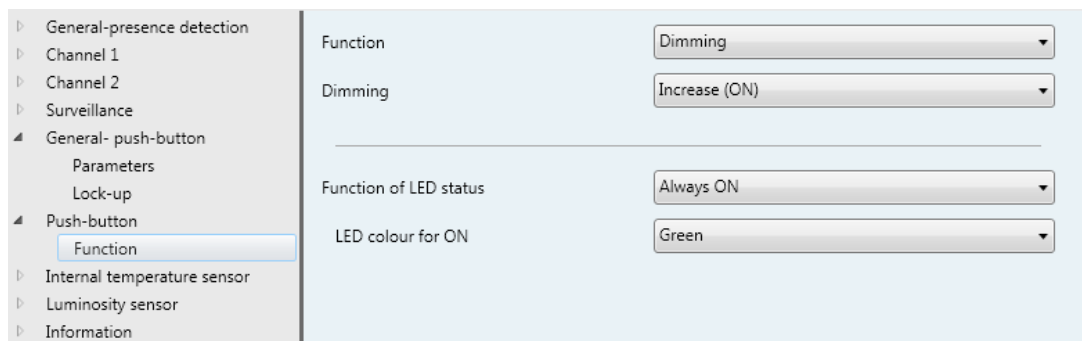 General-presence detection
Channel 1
Channel 2
Surveillance
General- push-button
Parameters
Lock-up
Push-button
Function
Internal temperature sensor
Luminosity sensor
Information
Function
Dimming
Dimming
Increase (ON)
Function of LED status
Always ON
LED colour for ON
Green